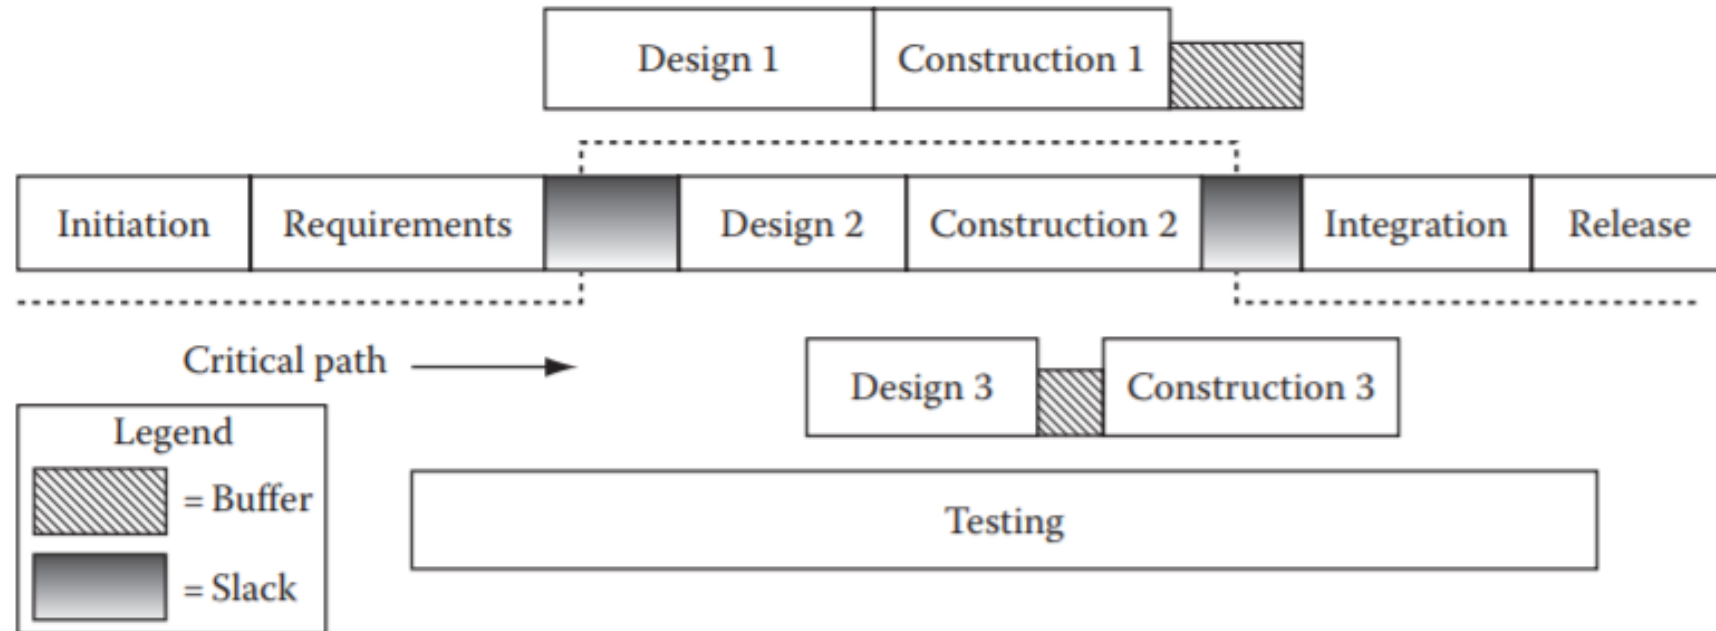 Design 1
Construction 1
Initiation
Requirements
Design 2
Construction 2
Integration
Release
Critical path
Design 3
Construction 3
Legend
= Buffer
= Slack
Testing